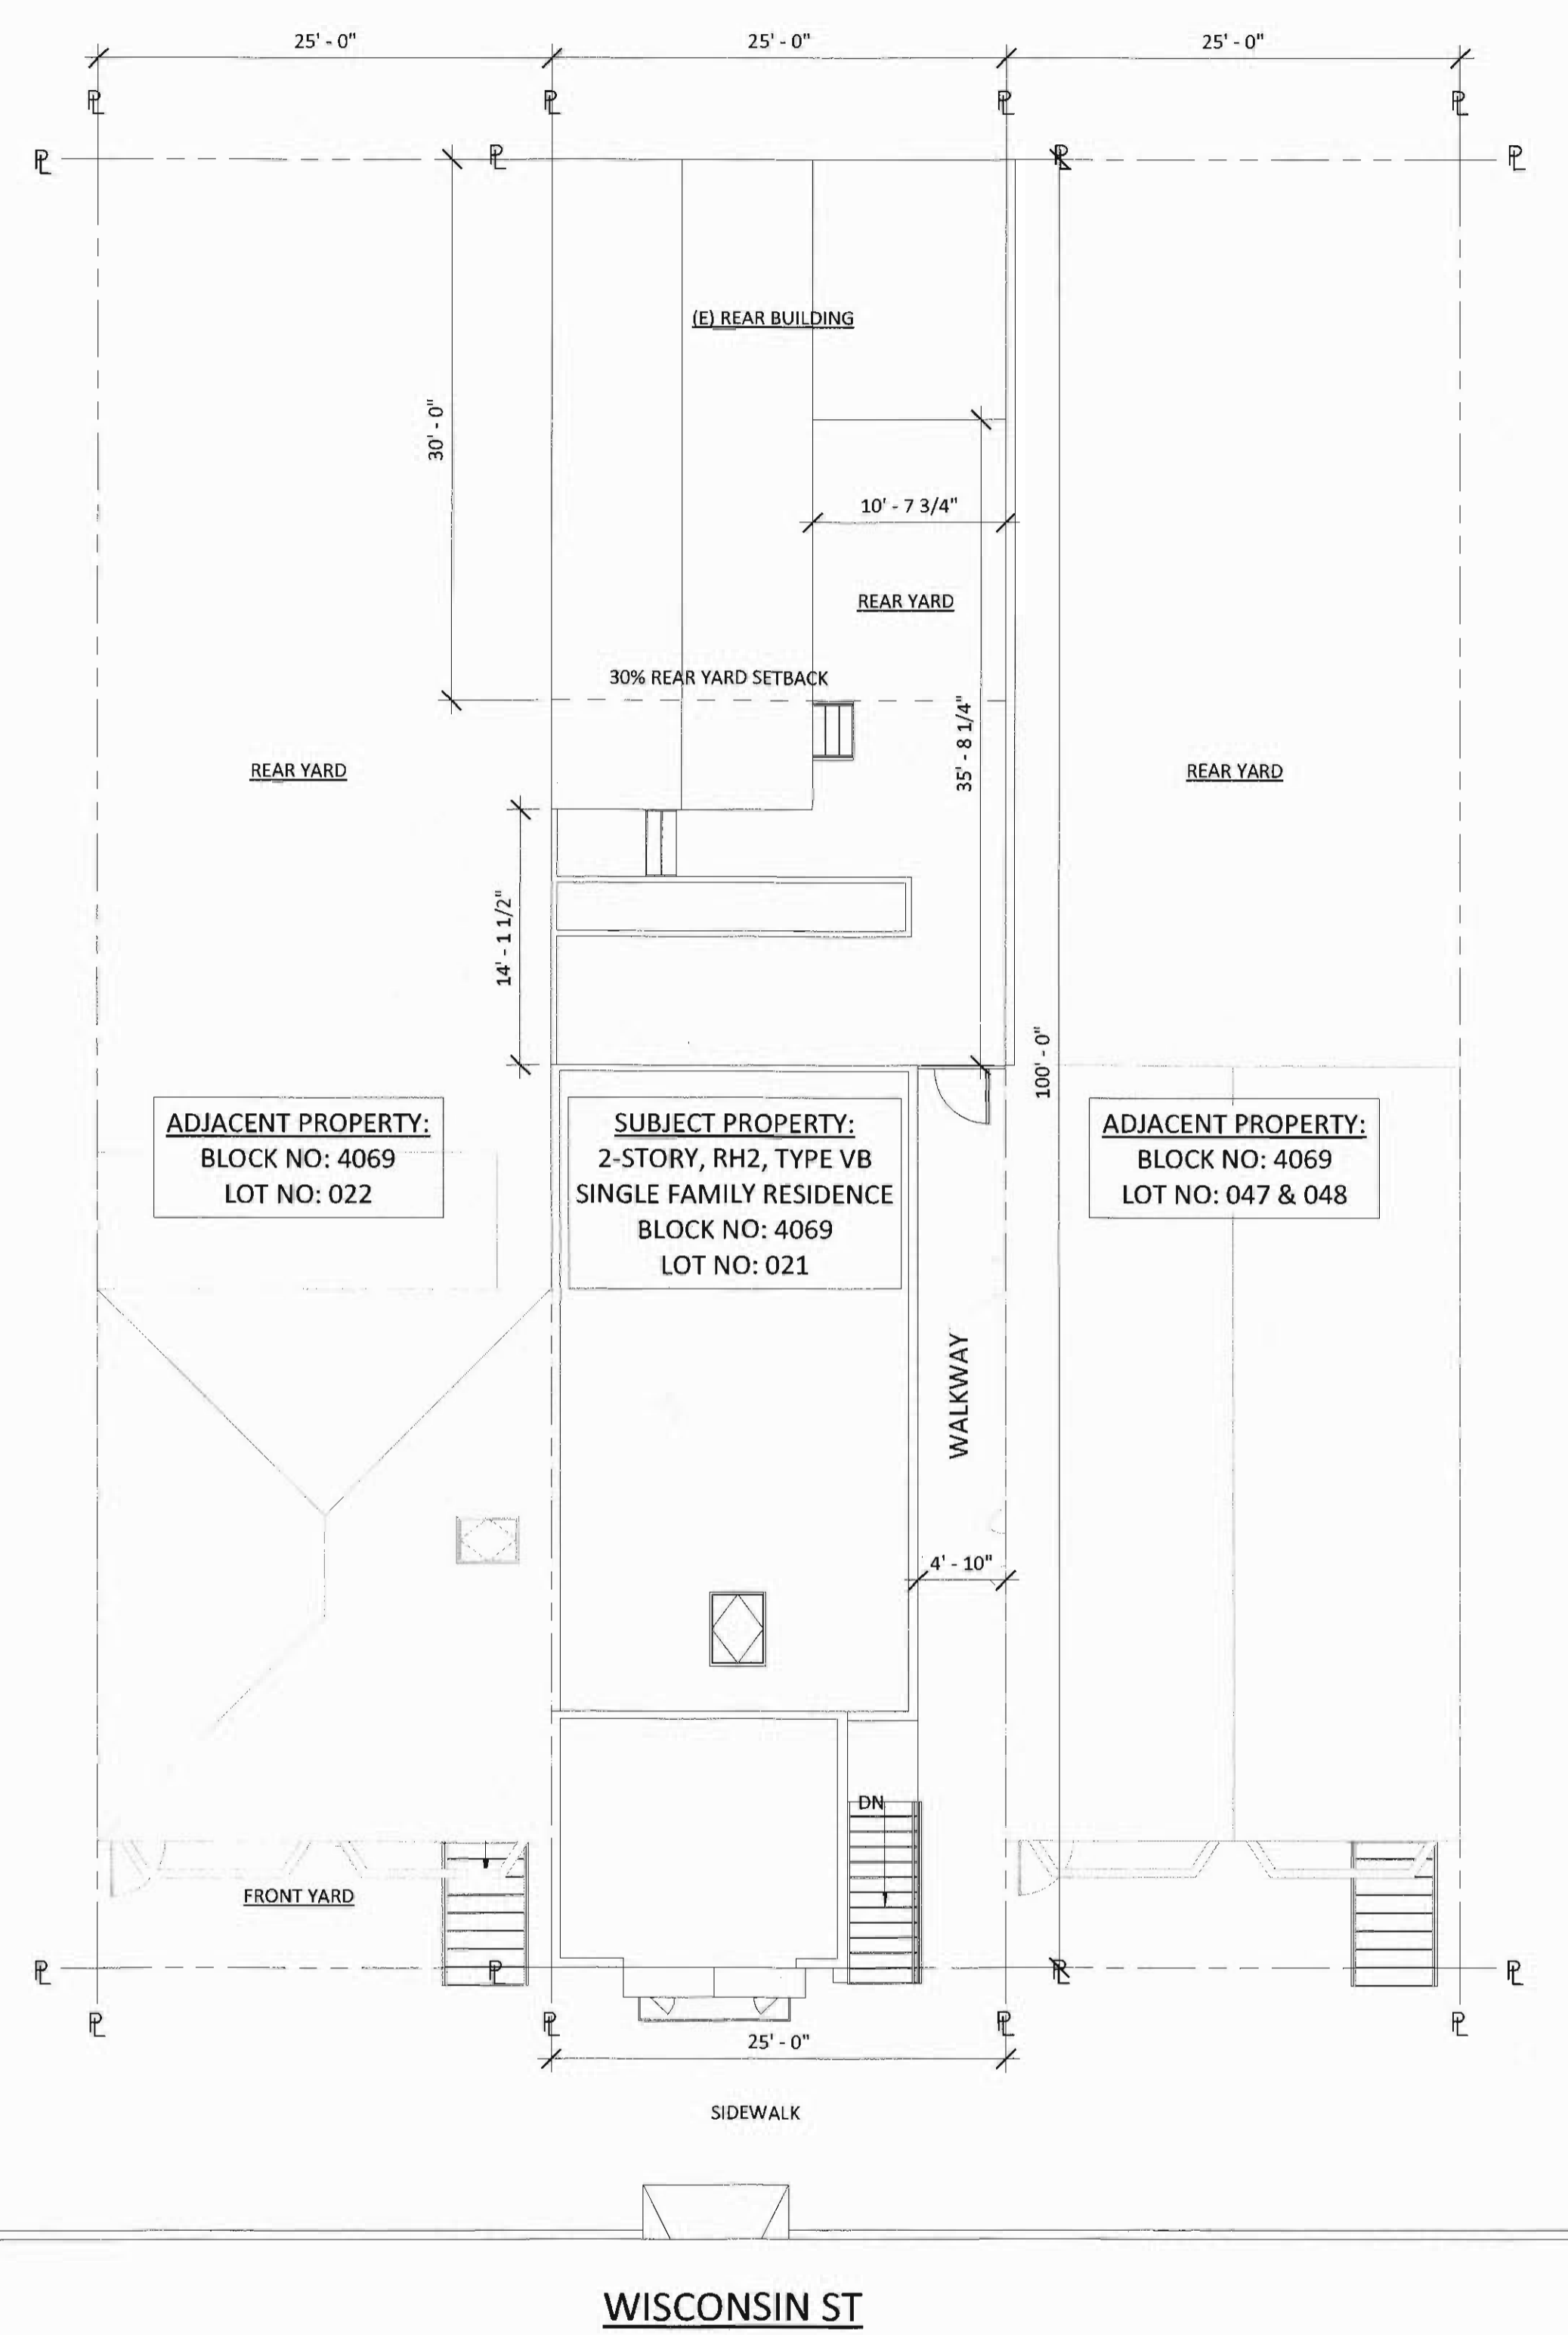 25' - 0"
25' - 0"
25' - 0"
PL
PL
PL
PL
PL
PL
PL
PL
(E) REAR BUILDING
30' - 0"
10' - 7 3/4"
REAR YARD
30% REAR YARD SETBACK
35' - 8 1/4"
REAR YARD
REAR YARD
14' - 1 1/2"
100' - 0"
ADJACENT PROPERTY:
BLOCK NO: 4069
LOT NO: 022
SUBJECT PROPERTY:
2-STORY, RH2, TYPE VB
SINGLE FAMILY RESIDENCE
BLOCK NO: 4069
LOT NO: 021
ADJACENT PROPERTY:
BLOCK NO: 4069
LOT NO: 047 & 048
WALKWAY
4' - 10"
DN
FRONT YARD
PL
PL
PL
PL
PL
PL
PL
PL
25' - 0"
SIDEWALK
WISCONSIN ST